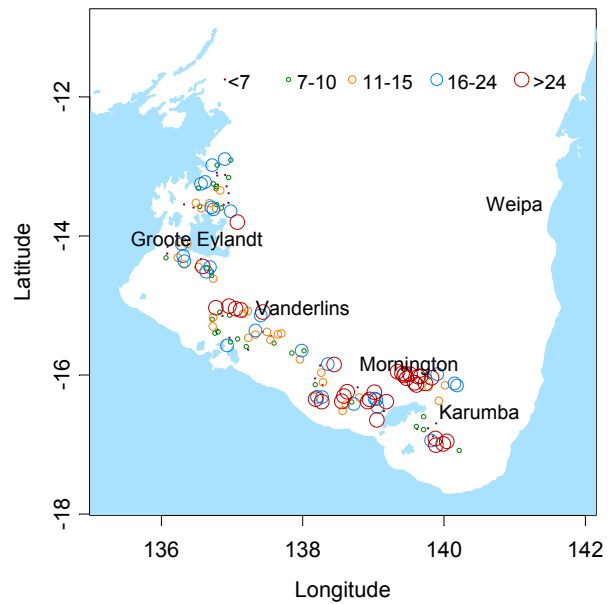 <7 7-10 11-15 16-24 >24
-12
Weipa
-14
Groote Eylandt
Latitude
Vanderlins
-16
Mornington
Karumba
-18
136 138 140 142
Longitude